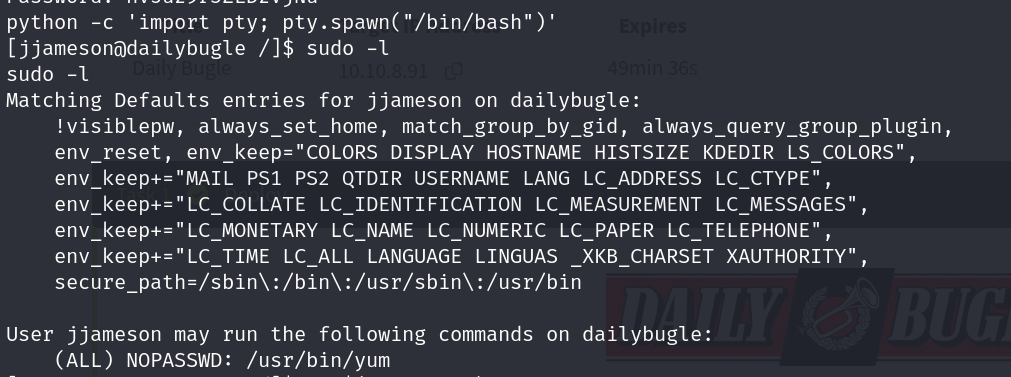 python -c 'import pty; pty.spawn("/bin/bash")'
Expires
[jjameson@dailybugle /]$ sudo -l
Daily Bugle 10.10.8.91 49min 36s
sudo -l
Matching Defaults entries for jjameson on dailybugle:
!visiblepw, always_set_home, match_group_by_gid, always_query_group_plugin,
env_reset, env_keep="COLORS DISPLAY HOSTNAME HISTSIZE KDEDIR LS_COLORS",
env_keep+="MAIL PS1 PS2 QTDIR USERNAME LANG LC_ADDRESS LC_CTYPE",
env_keep+="LC_COLLATE LC_IDENTIFICATION LC_MEASUREMENT LC_MESSAGES",
env_keep+="LC_MONETARY LC_NAME LC_NUMERIC LC_PAPER LC_TELEPHONE",
env_keep+="LC_TIME LC_ALL LANGUAGE LINGUAS _XKB_CHARSET XAUTHORITY",
secure_path=/sbin\:/bin\:/usr/sbin\:/usr/bin
DAILY BUG
User jjameson may run the following commands on dailybugle:
(ALL) NOPASSWD: /usr/bin/yum